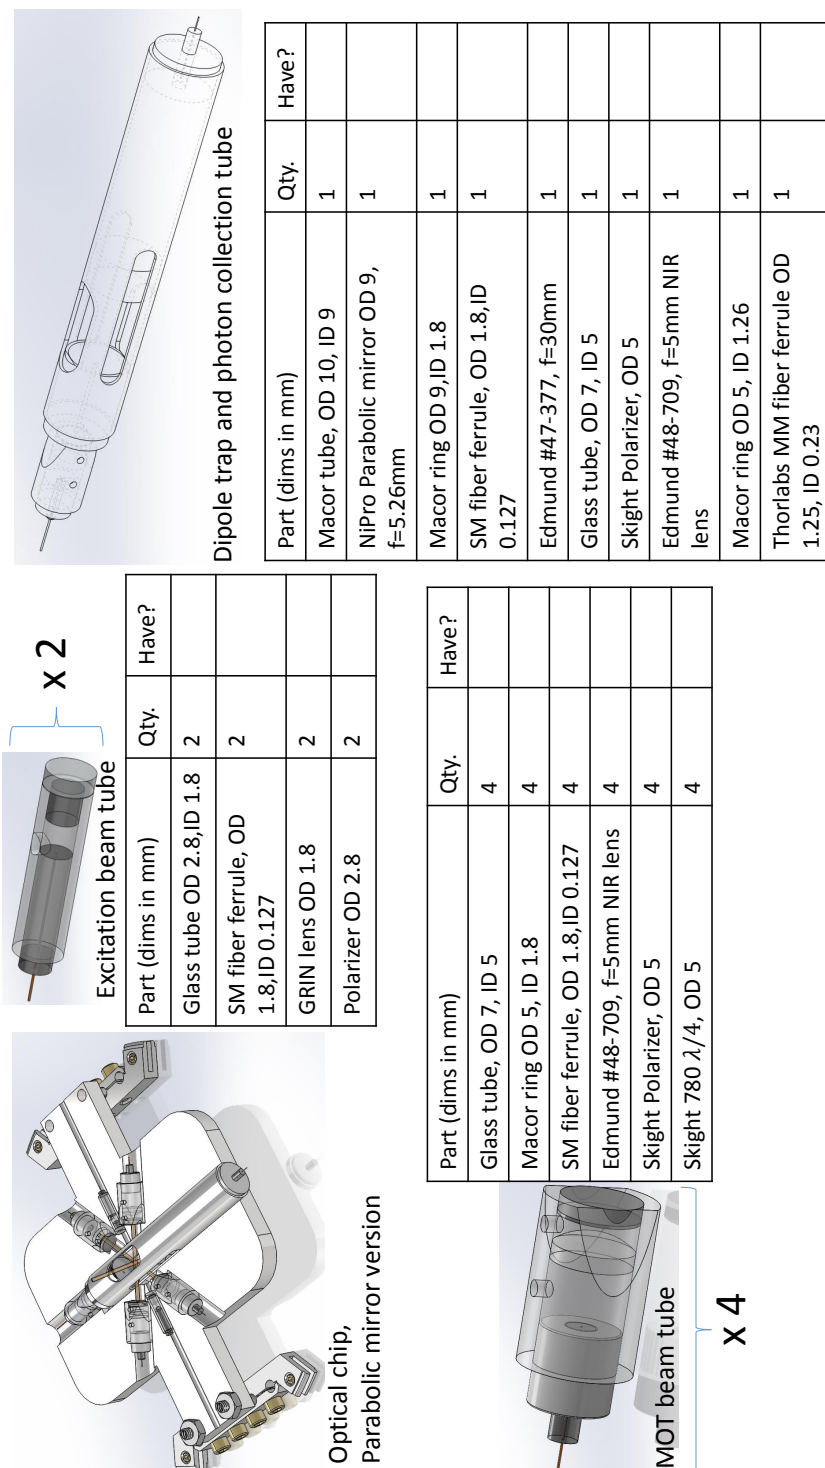 Optical chip,
Parabolic mirror version
Excitation beam tube
x 2
Part (dims in mm) Qty. Have?
Glass tube OD 2.8,ID 1.8 2
SM fiber ferrule, OD 2
1.8,ID 0.127
GRIN lens OD 1.8 2
Polarizer OD 2.8 2
Dipole trap and photon collection tube
Part (dims in mm) Qty. Have?
Macor tube, OD 10, ID 9 1
NiPro Parabolic mirror OD 9, 1
f=5.26mm
Macor ring OD 9,ID 1.8 1
SM fiber ferrule, OD 1.8,ID 1
0.127
Edmund #47-377, f=30mm 1
Glass tube, OD 7, ID 5 1
Skight Polarizer, OD 5 1
Edmund #48-709, f=5mm NIR 1
lens
Macor ring OD 5, ID 1.26 1
Thorlabs MM fiber ferrule OD 1
1.25, ID 0.23
MOT beam tube
x 4
Part (dims in mm) Qty. Have?
Glass tube, OD 7, ID 5 4
Macor ring OD 5, ID 1.8 4
SM fiber ferrule, OD 1.8,ID 0.127 4
Edmund #48-709, f=5mm NIR lens 4
Skight Polarizer, OD 5 4
Skight 780 λ/4, OD 5 4